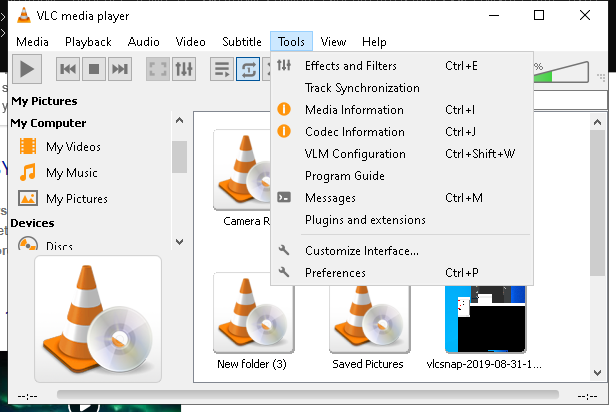 VLC media player
Media Playback Audio Video Subtitle Tools View Help
Effects and Filters Ctrl+E
Track Synchronization
Media Information Ctrl+I
Codec Information Ctrl+J
VLM Configuration Ctrl+Shift+W
Program Guide
Messages Ctrl+M
Plugins and extensions
Customize Interface...
Preferences Ctrl+P
%
My Pictures
My Computer
My Videos
My Music
My Pictures
Devices
Discs
Camera R
New folder (3)
Saved Pictures
vlcsnap-2019-08-31-1...
--:--
--:--